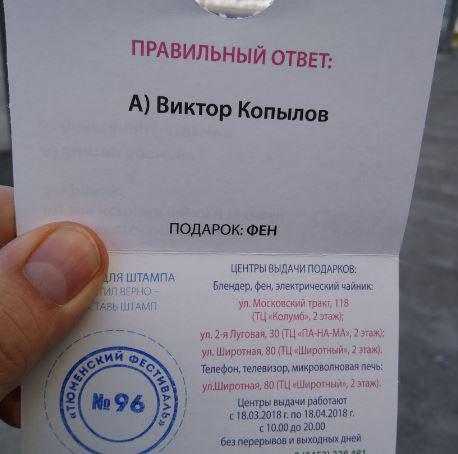 ПРАВИЛЬНЫЙ ОТВЕТ:
А) Виктор Копылов
ПОДАРОК: ФЕН
ДЛЯ ШТАМПА
ВЕРНО –
ШТАМП
«ТЮМЕНСКИЙ ФЕСТИВАЛЬ»
№ 96
ЦЕНТРЫ ВЫДАЧИ ПОДАРКОВ:
Блендер, фен, электрический чайник:
ул. Московский тракт, 118
(ТЦ «Колумб», 2 этаж);
ул. 2-я Луговая, 30 (ТЦ «ПА-НА-МА», 2 этаж);
ул. Широтная, 80 (ТЦ «Широтный», 2 этаж).
Телефон, телевизор, микроволновая печь:
ул.Широтная, 80 (ТЦ «Широтный», 2 этаж).
Центры выдачи работают
с 18.03.2018 г. по 18.04.2018 г.
с 10.00 до 20.00
без перерывов и выходных дней